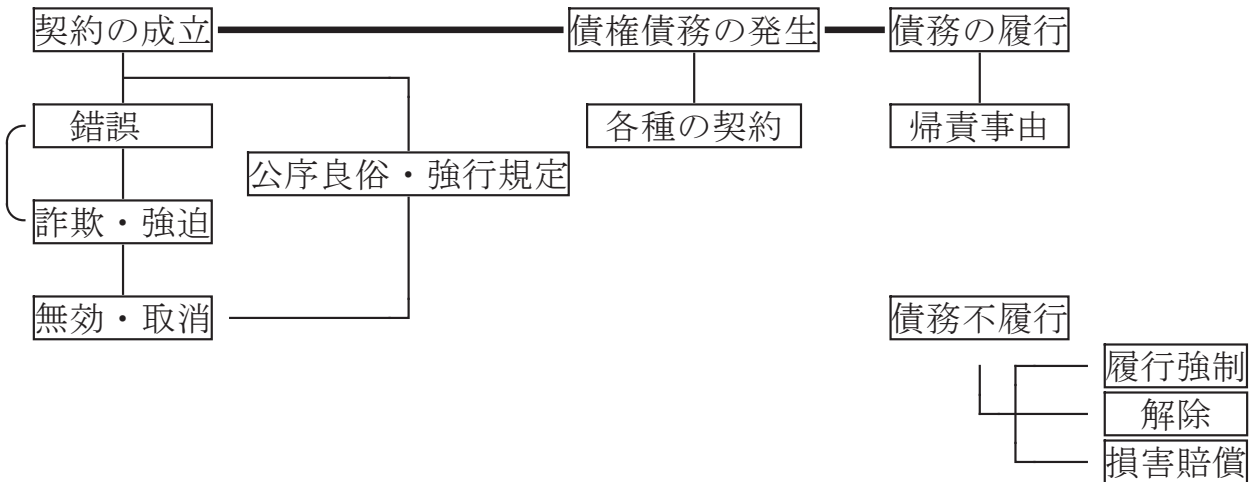 契約の成立
債権債務の発生
債務の履行
錯誤
各種の契約
帰責事由
公序良俗・強行規定
詐欺・強迫
無効・取消
債務不履行
履行強制
解除
損害賠償